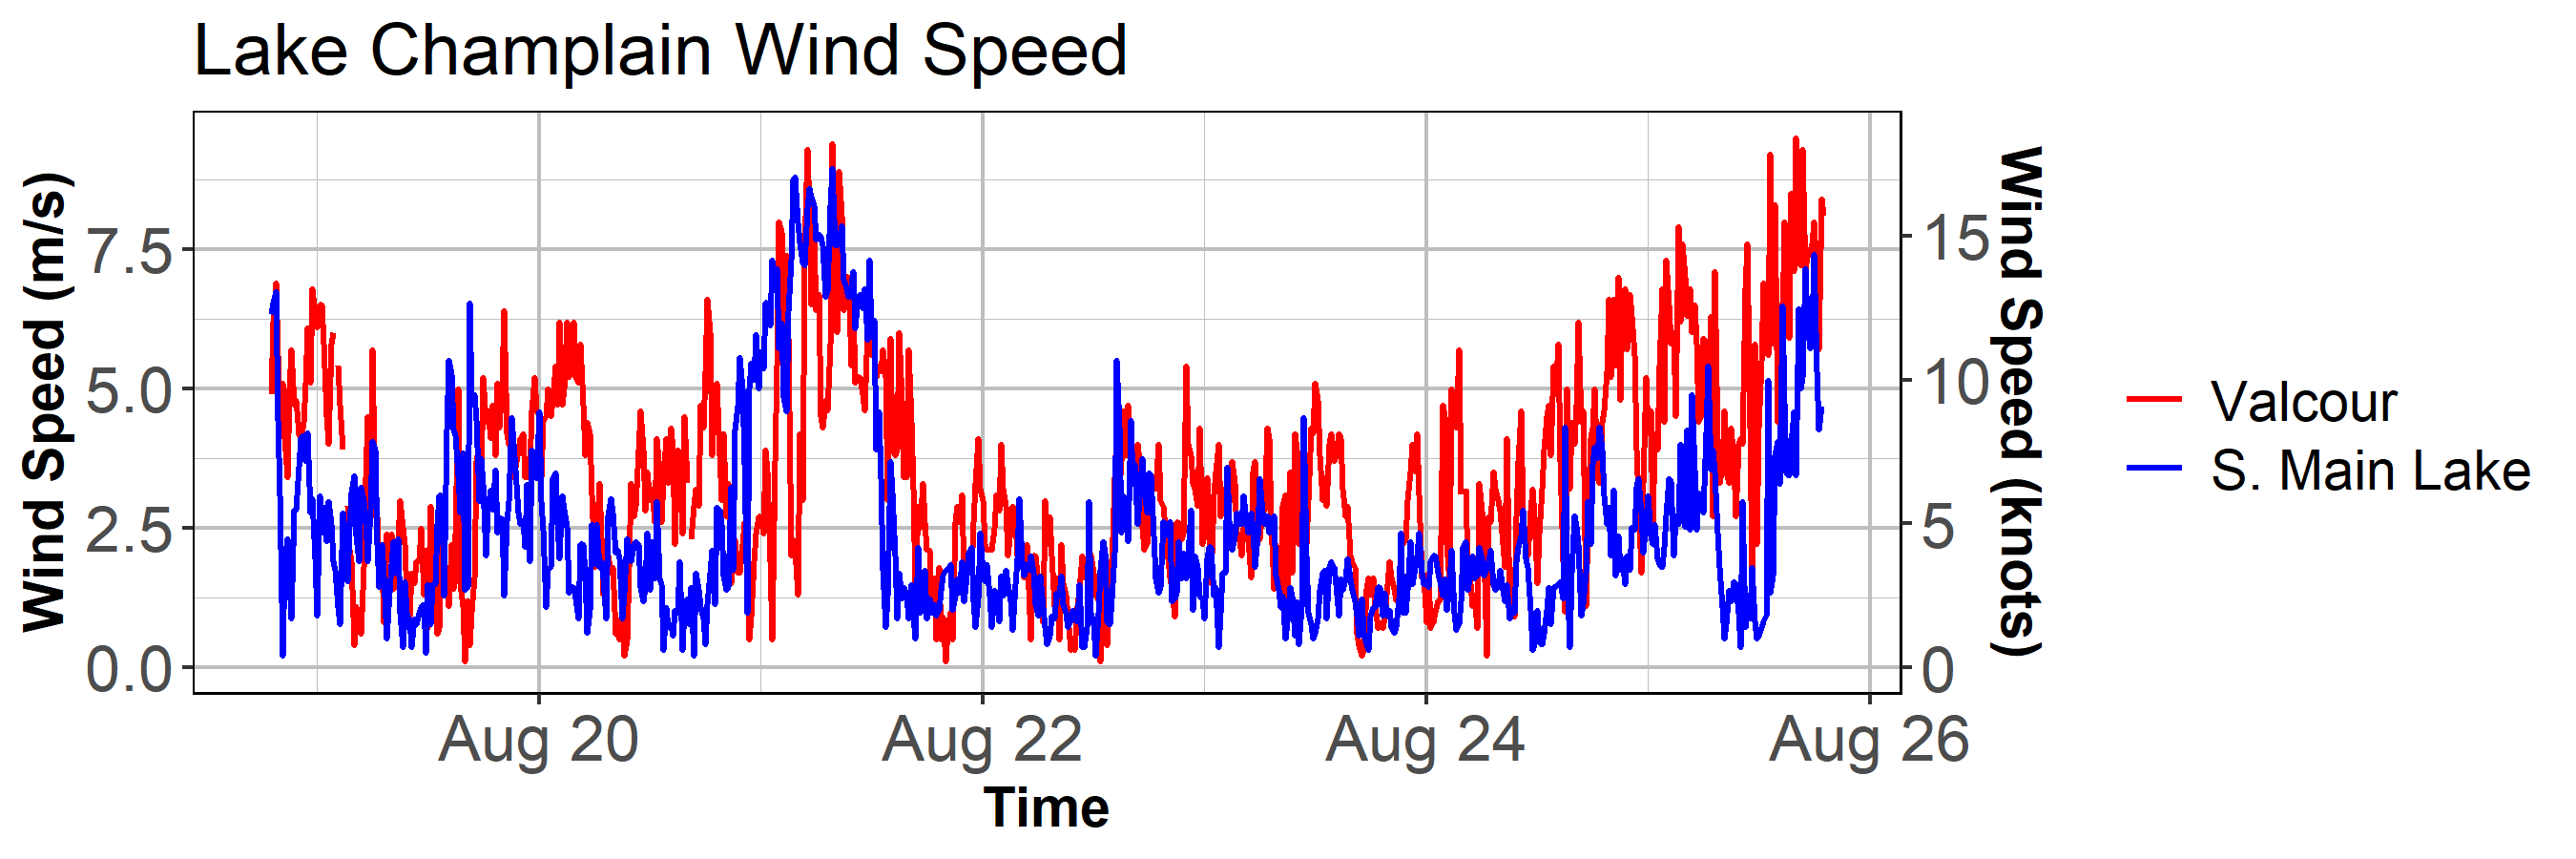 Lake Champlain Wind Speed
Wind Speed (m/s)
7.5
5.0
2.5
0.0
Wind Speed (knots)
15
10
5
0
Aug 20
Aug 22
Aug 24
Aug 26
Time
Valcour
S. Main Lake